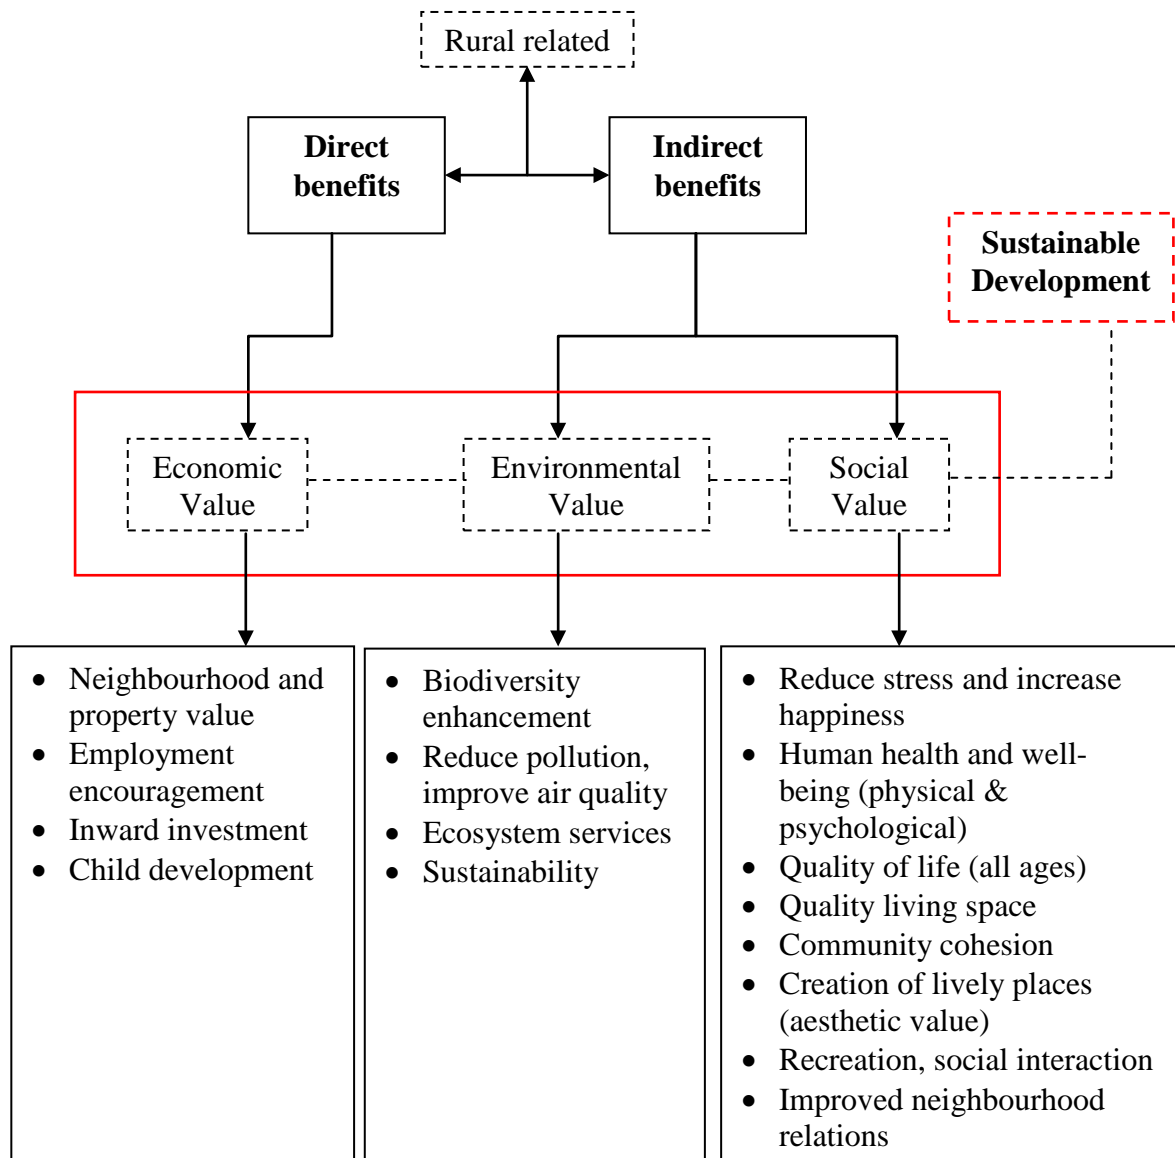 Rural related
Direct
benefits
Indirect
benefits
Sustainable
Development
Economic
Value
Environmental
Value
Social
Value
• Neighbourhood and
property value
• Employment
encouragement
• Inward investment
• Child development
• Biodiversity
enhancement
• Reduce pollution,
improve air quality
• Ecosystem services
• Sustainability
• Reduce stress and increase
happiness
• Human health and well-
being (physical &
psychological)
• Quality of life (all ages)
• Quality living space
• Community cohesion
• Creation of lively places
(aesthetic value)
• Recreation, social interaction
• Improved neighbourhood
relations